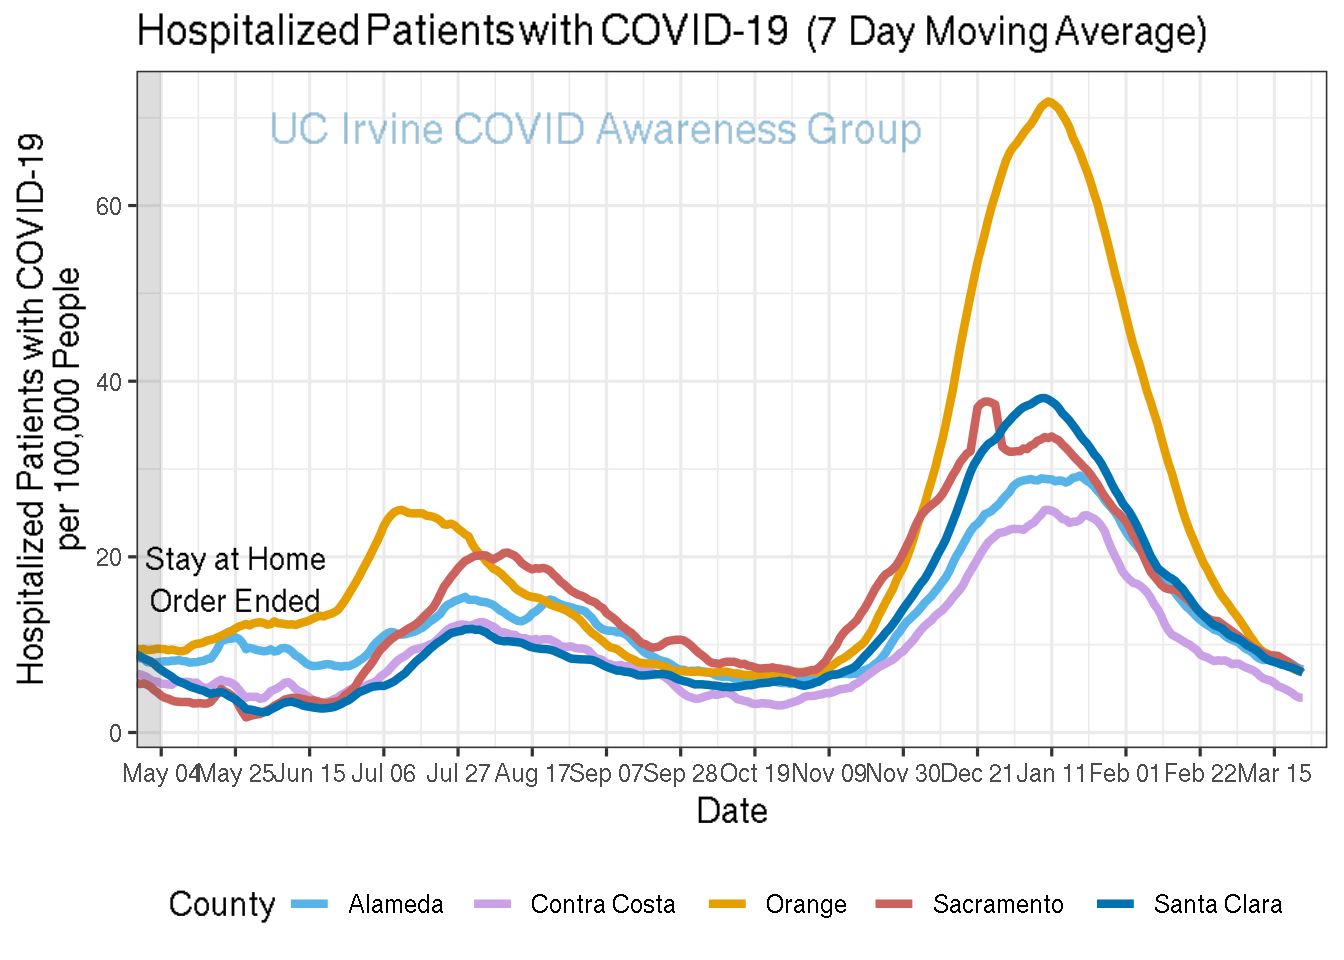 Hospitalized Patients with COVID-19 (7 Day Moving Average)
UC Irvine COVID Awareness Group
Hospitalized Patients with COVID-19
per 100,000 People
60
40
20
0
Stay at Home
Order Ended
May 04 May 25 Jun 15 Jul 06 Jul 27 Aug 17 Sep 07 Sep 28 Oct 19 Nov 09 Nov 30 Dec 21 Jan 11 Feb 01 Feb 22 Mar 15
Date
County Alameda Contra Costa Orange Sacramento Santa Clara